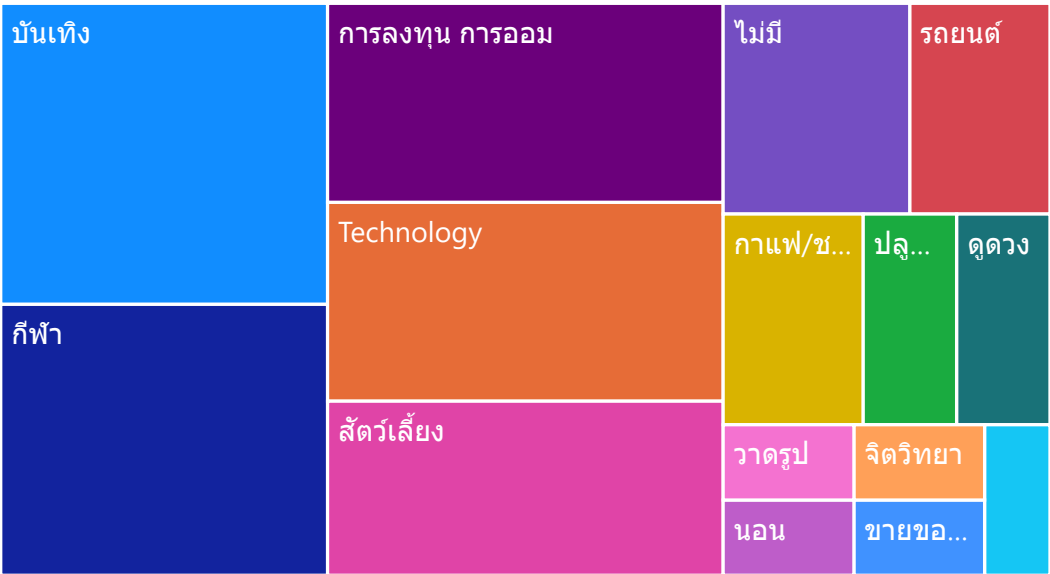 บันเทิง
การลงทุน การออม
ไม่มี
รถยนต์
Technology
กาแฟ/ช...
ปลู...
ดูดวง
กีฬา
สัตว์เลี้ยง
วาดรูป
จิตวิทยา
นอน
ขายขอ...